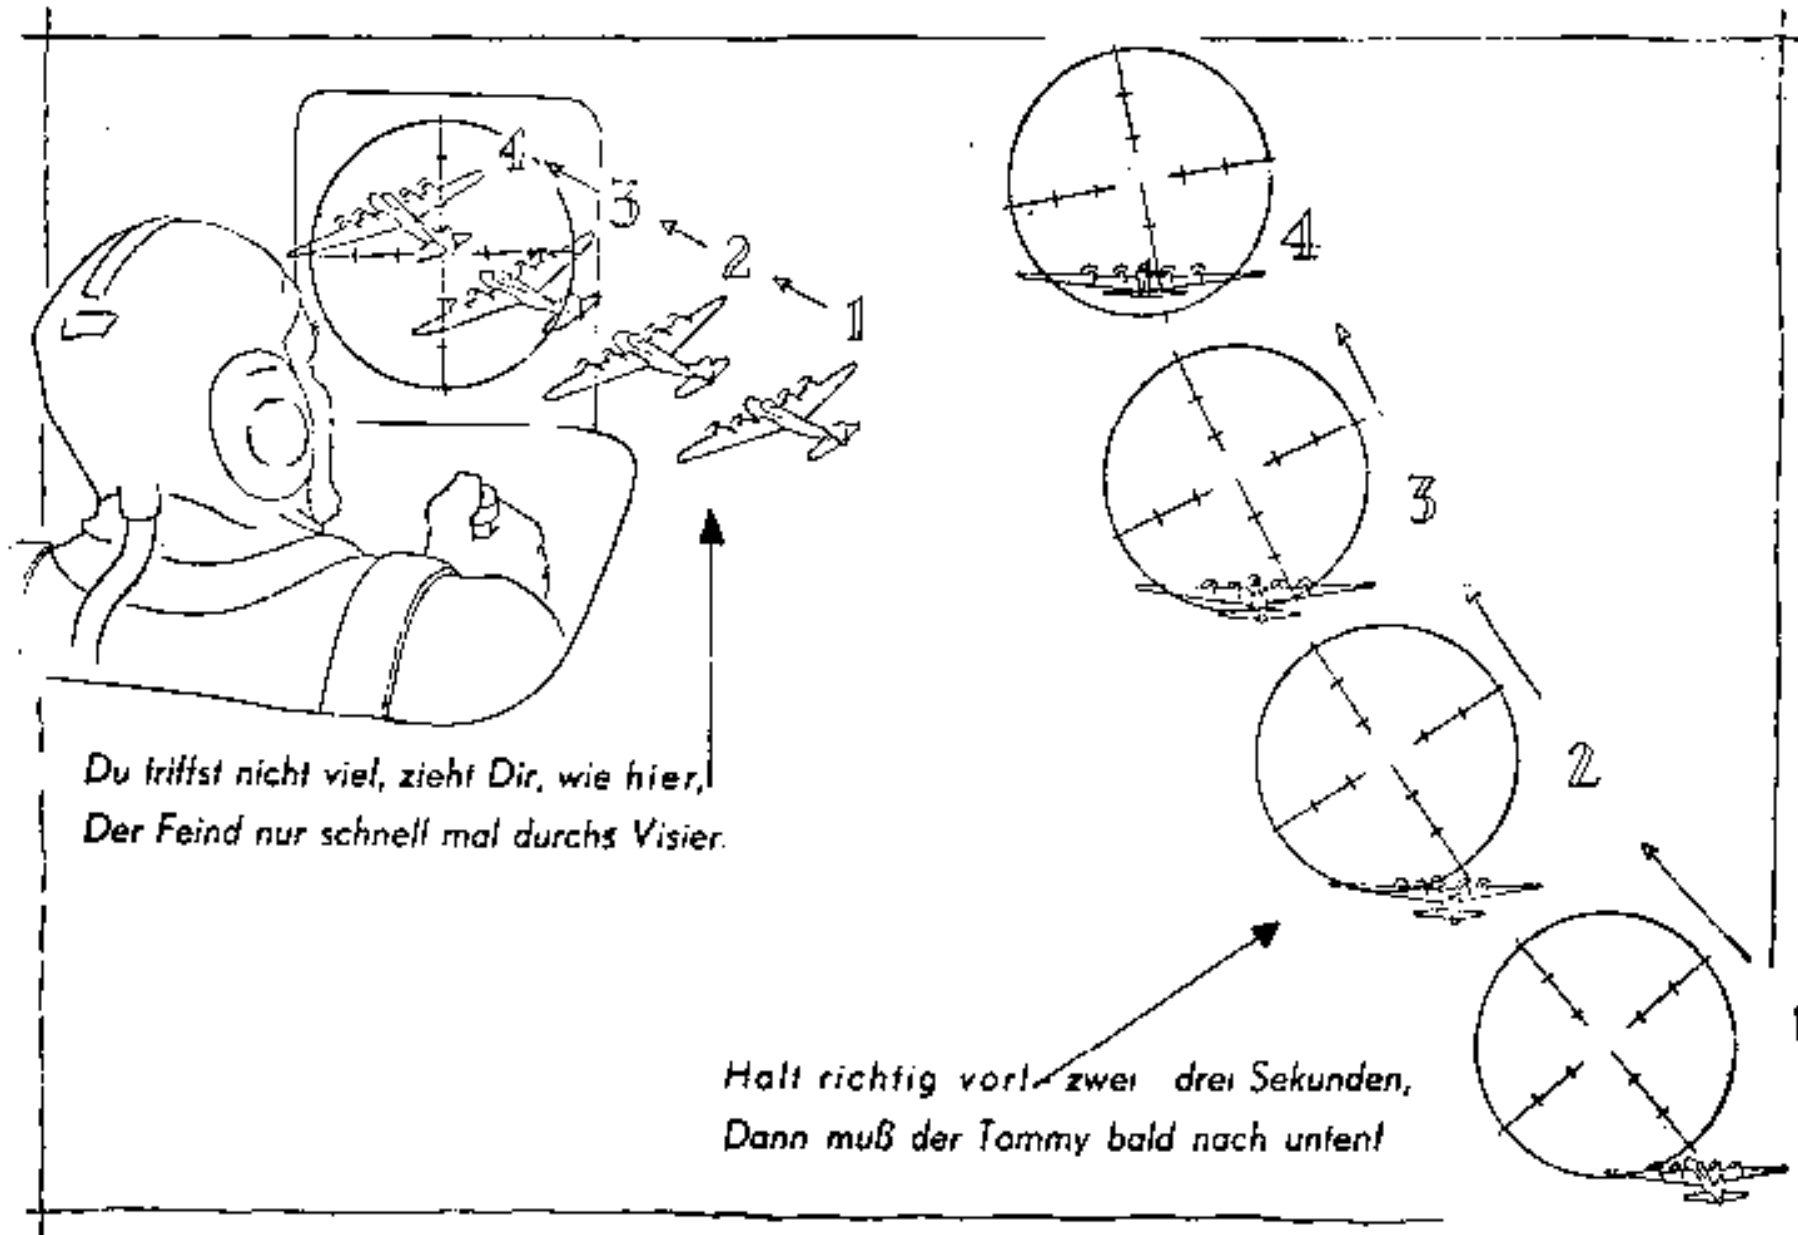 4
3
2
1
4
3
2
1
Du triffst nicht viel, zieht Dir, wie hier,
Der Feind nur schnell mal durchs Visier.
Halt richtig vor!- zwei drei Sekunden,
Dann muß der Tommy bald nach unten!